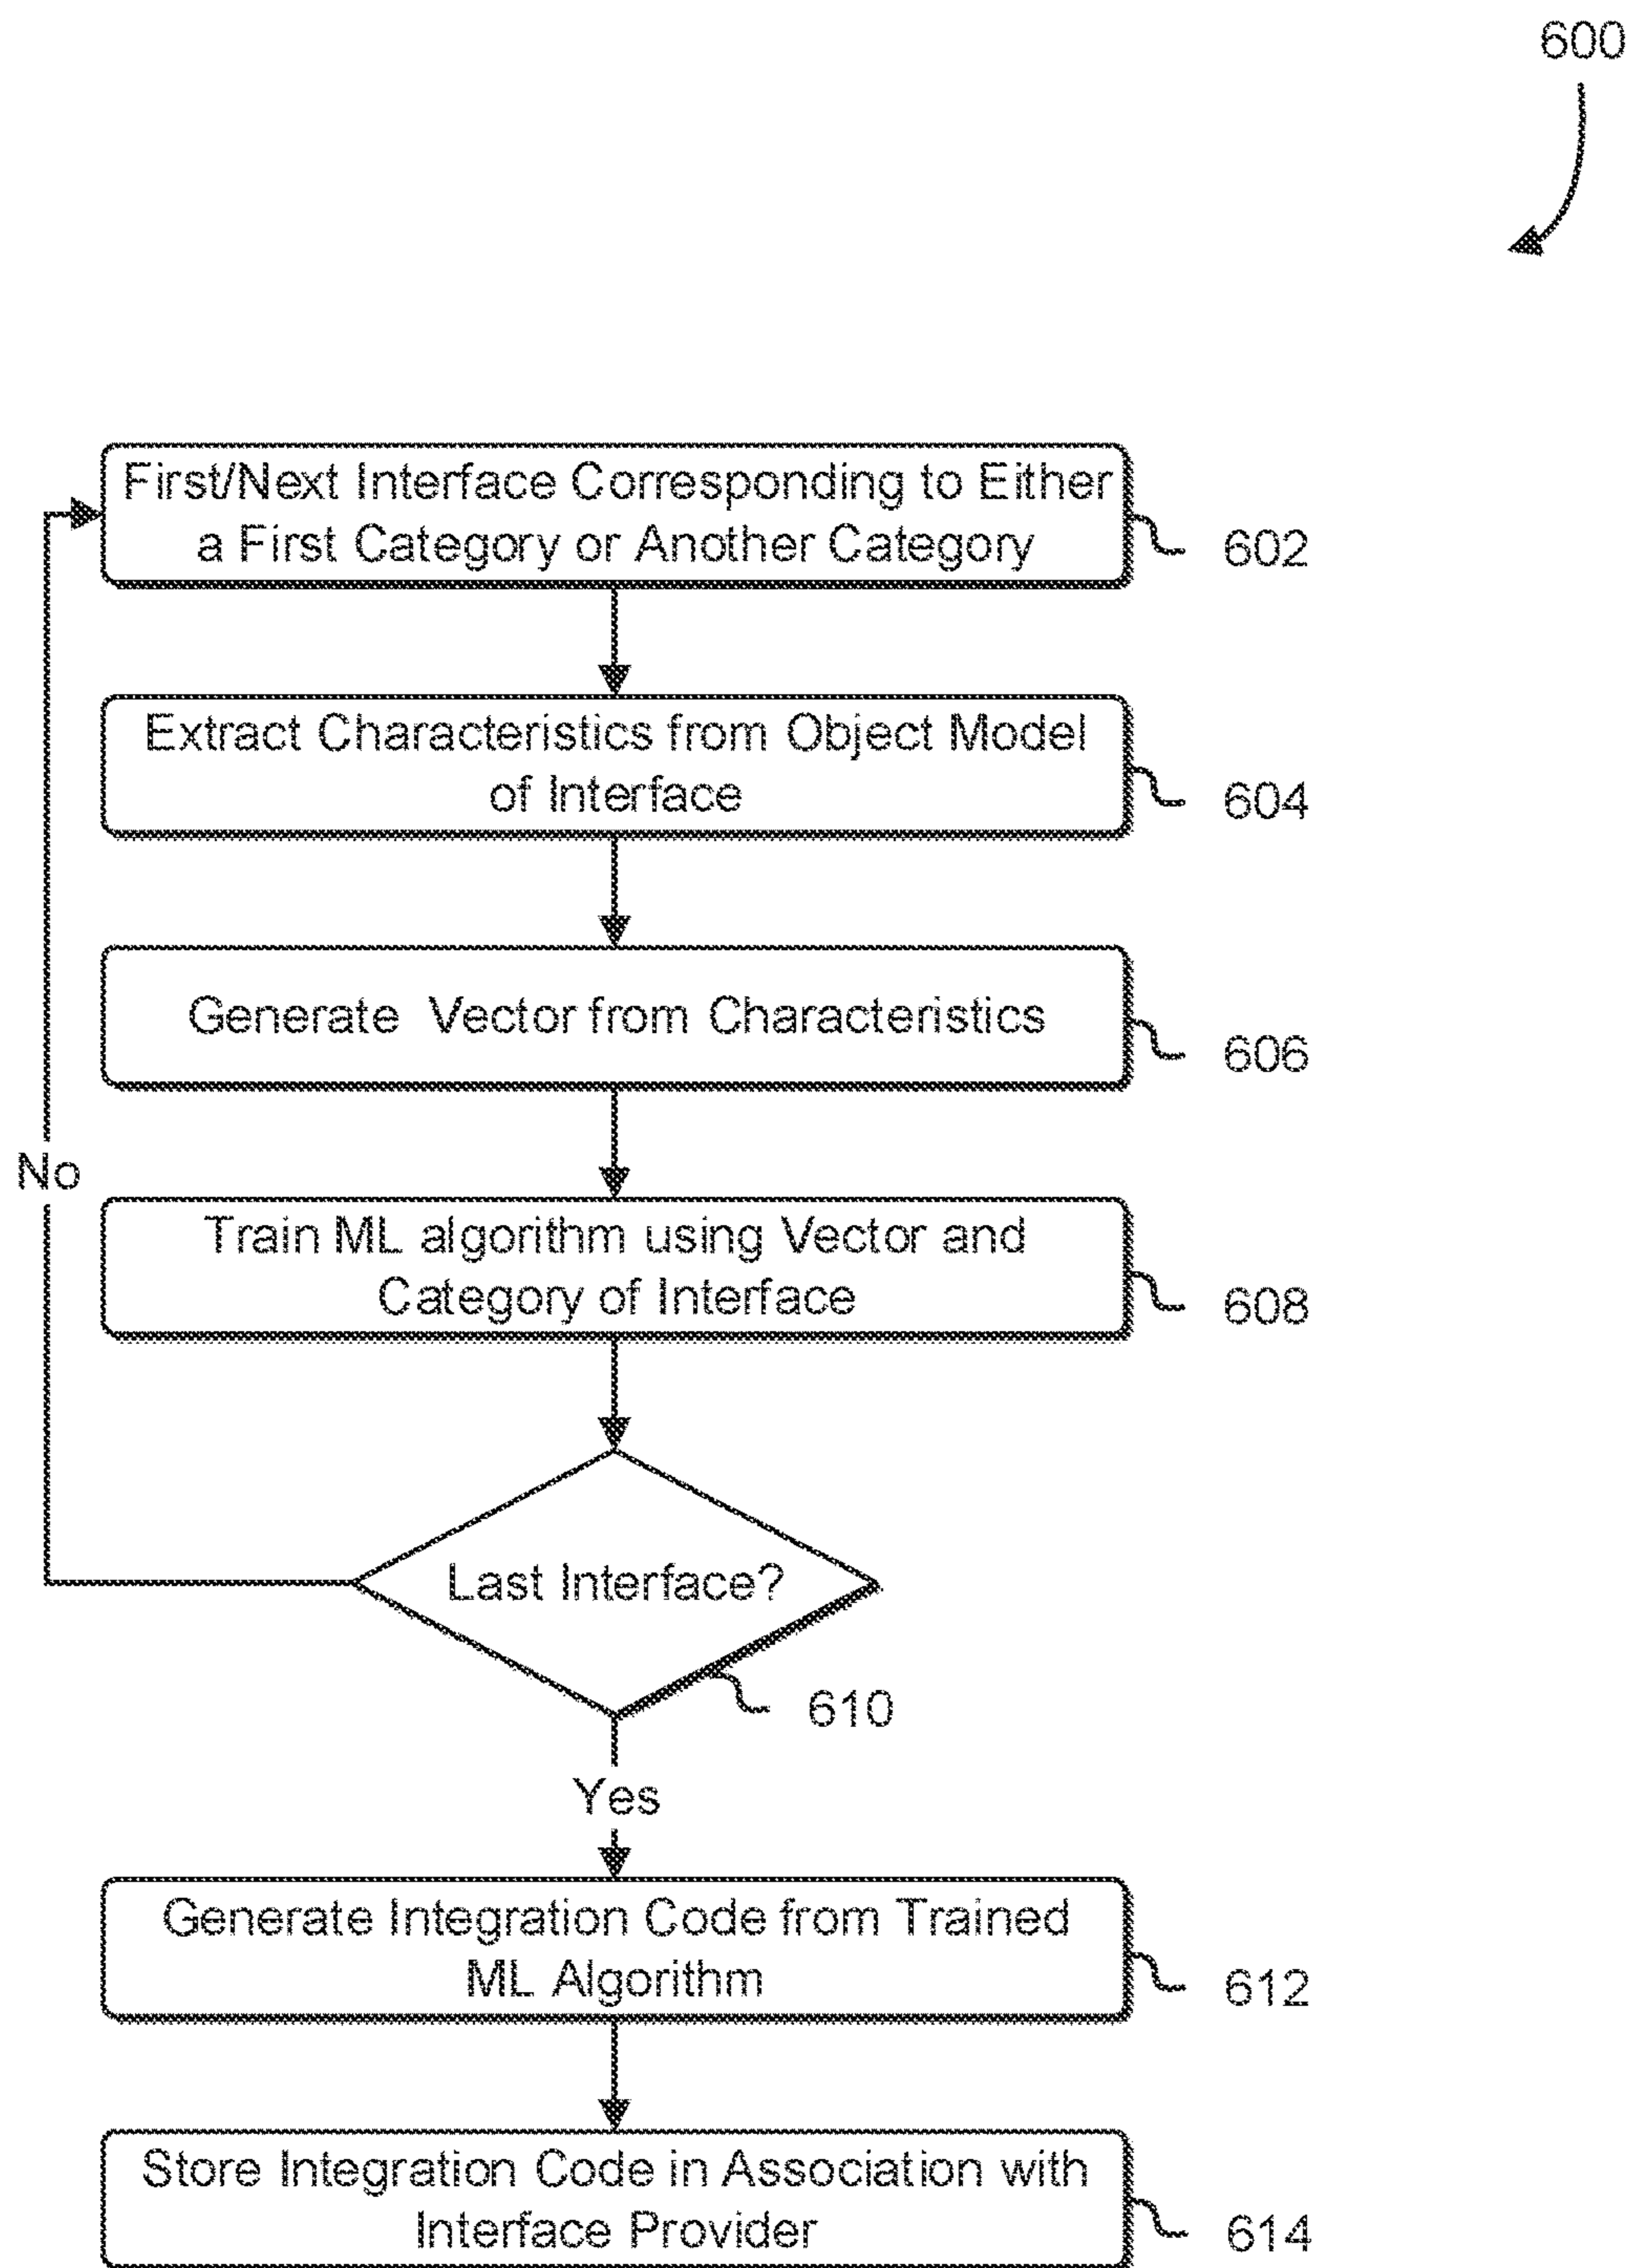 600
First/Next Interface Corresponding to Either
a First Category or Another Category
602
Extract Characteristics from Object Model
of Interface
604
Generate Vector from Characteristics
606
No
Train ML algorithm using Vector and
Category of Interface
608
Last Interface?
610
Yes
Generate Integration Code from Trained
ML Algorithm
612
Store Integration Code in Association with
Interface Provider
614